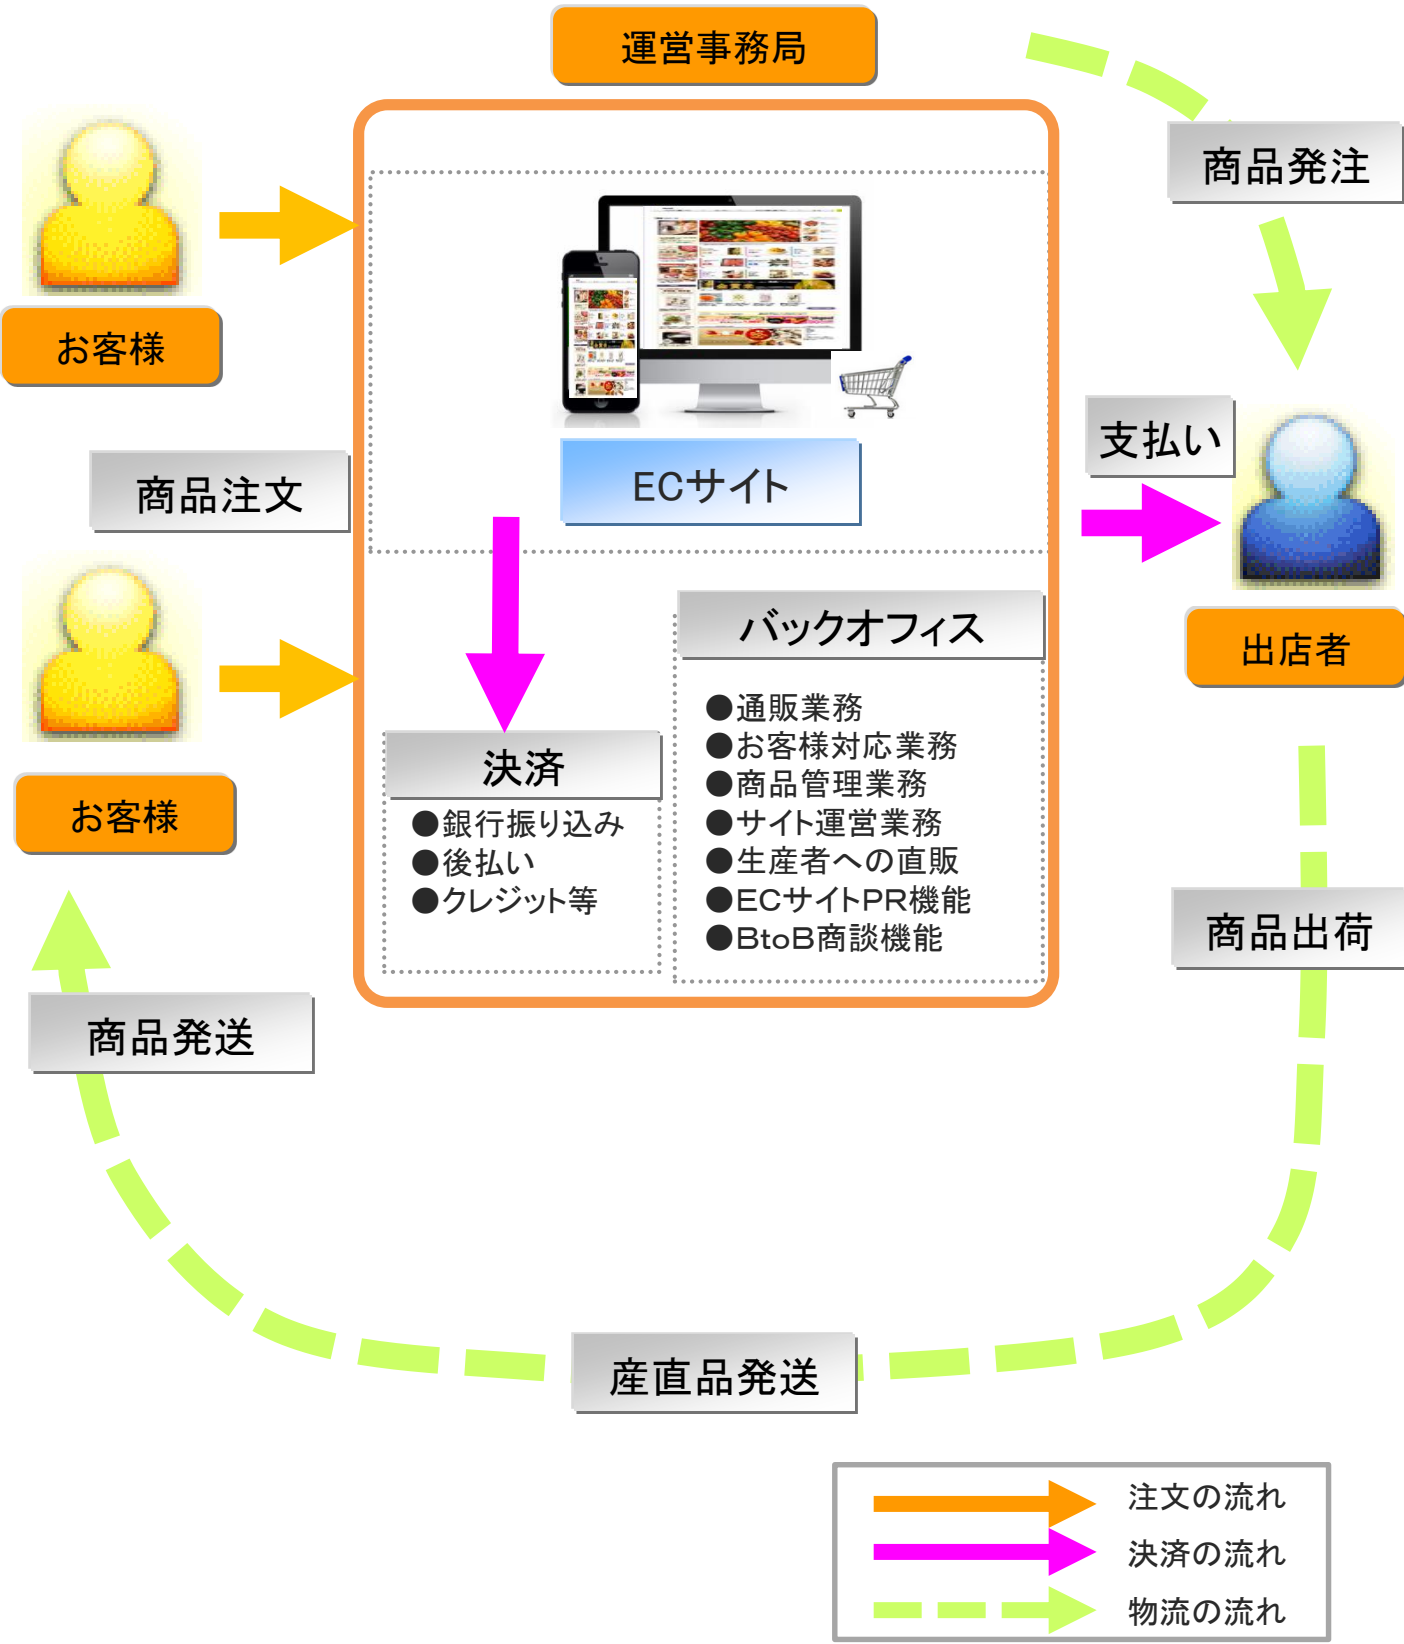 運営事務局
商品発注
お客様
商品注文
ECサイト
支払い
出店者
バックオフィス
●通販業務
●お客様対応業務
●商品管理業務
●サイト運営業務
●生産者への直販
●ECサイトPR機能
●BtoB商談機能
決済
●銀行振り込み
●後払い
●クレジット等
お客様
商品出荷
商品発送
産直品発送
注文の流れ
決済の流れ
物流の流れ